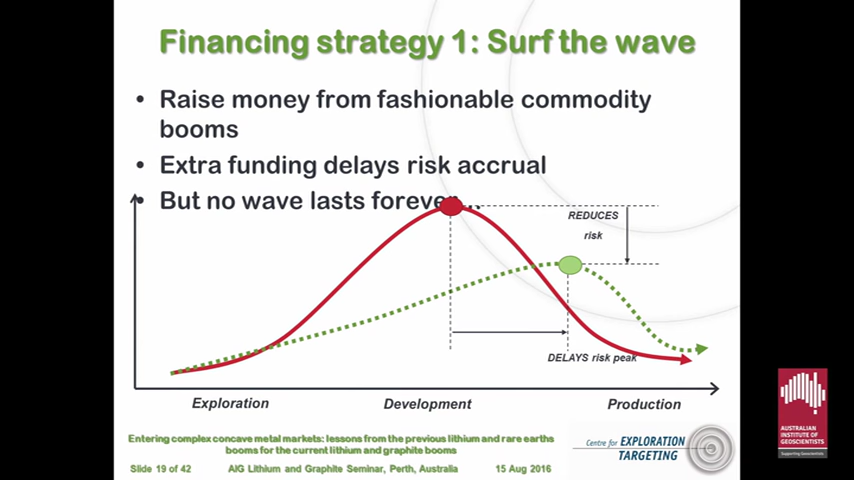 Financing strategy 1: Surf the wave
• Raise money from fashionable commodity
booms
• Extra funding delays risk accrual
• But no wave lasts forever...
REDUCES
risk
DELAYS risk peak
Exploration Development Production
Entering complex concave metal markets: lessons from the previous lithium and rare earths
booms for the current lithium and graphite booms
Slide 19 of 42 AIG Lithium and Graphite Seminar, Perth, Australia 15 Aug 2016
Centre for EXPLORATION
TARGETING
AUSTRALIAN
INSTITUTE OF
GEOSCIENTISTS
Supporting Geoscientists